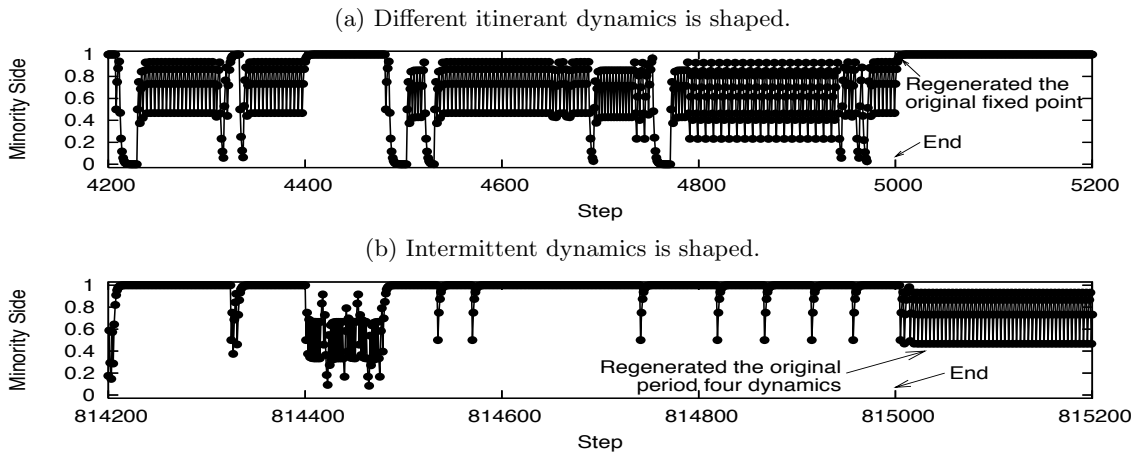 (a) Different itinerant dynamics is shaped.
1
0.8
0.6
0.4
0.2
0
Minority Side
Regenerated the
original fixed point
End
4200 4400 4600 4800 5000 5200
Step
(b) Intermittent dynamics is shaped.
1
0.8
0.6
0.4
0.2
0
Minority Side
Regenerated the original
period four dynamics
End
814200 814400 814600 814800 815000 815200
Step